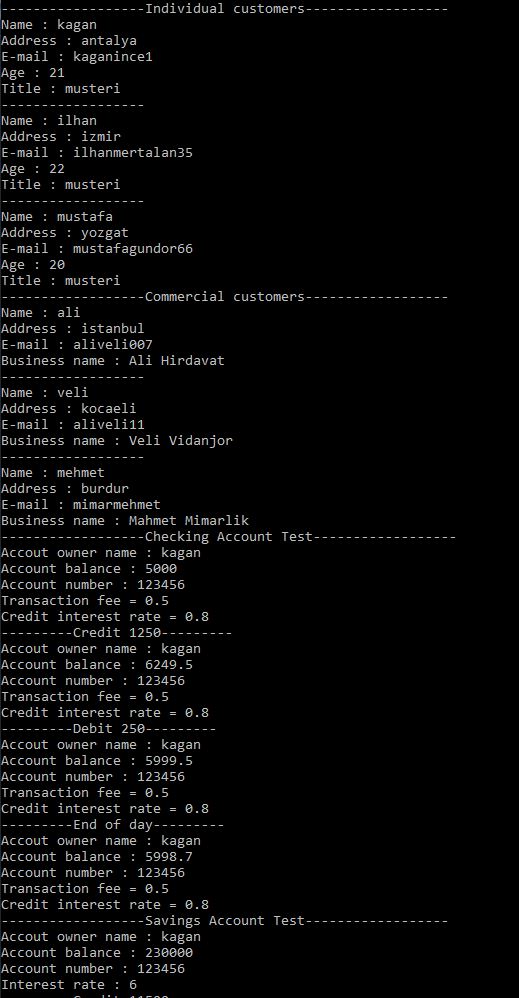 ------------------Individual customers------------------
Name : kagan
Address : antalya
E-mail : kaganince1
Age : 21
Title : musteri
------------------
Name : ilhan
Address : izmir
E-mail : ilhanmertalan35
Age : 22
Title : musteri
------------------
Name : mustafa
Address : yozgat
E-mail : mustafagundor66
Age : 20
Title : musteri
------------------Commercial customers------------------
Name : ali
Address : istanbul
E-mail : aliveli007
Business name : Ali Hirdavat
------------------
Name : veli
Address : kocaeli
E-mail : aliveli11
Business name : Veli Vidanjor
------------------
Name : mehmet
Address : burdur
E-mail : mimarmehmet
Business name : Mahmet Mimarlik
------------------Checking Account Test------------------
Accout owner name : kagan
Account balance : 5000
Account number : 123456
Transaction fee = 0.5
Credit interest rate = 0.8
---------Credit 1250---------
Accout owner name : kagan
Account balance : 6249.5
Account number : 123456
Transaction fee = 0.5
Credit interest rate = 0.8
---------Debit 250---------
Accout owner name : kagan
Account balance : 5999.5
Account number : 123456
Transaction fee = 0.5
Credit interest rate = 0.8
---------End of day---------
Accout owner name : kagan
Account balance : 5998.7
Account number : 123456
Transaction fee = 0.5
Credit interest rate = 0.8
------------------Savings Account Test------------------
Accout owner name : kagan
Account balance : 230000
Account number : 123456
Interest rate : 6